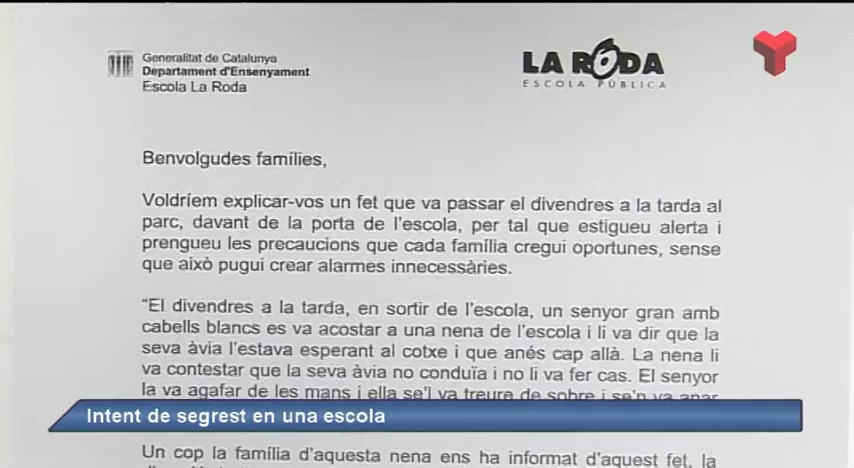 Generalitat de Catalunya
Departament d'Ensenyament
Escola La Roda
LA RODA
ESCOLA PÚBLICA
Benvolgudes famílies,
Voldríem explicar-vos un fet que va passar el divendres a la tarda al
parc, davant de la porta de l'escola, per tal que estigueu alerta i
prengueu les precaucions que cada família cregui oportunes, sense
que això pugui crear alarmes innecessàries.
"El divendres a la tarda, en sortir de l'escola, un senyor gran amb
cabells blancs es va acostar a una nena de l'escola i li va dir que la
seva àvia l'estava esperant al cotxe i que anés cap allà. La nena li
va contestar que la seva àvia no conduïa i no li va fer cas. El senyor
la va agafar de les mans i ella se'l va treure de sobre i se'n va anar
Intent de segrest en una escola
Un cop la família d'aquesta nena ens ha informat d'aquest fet, la